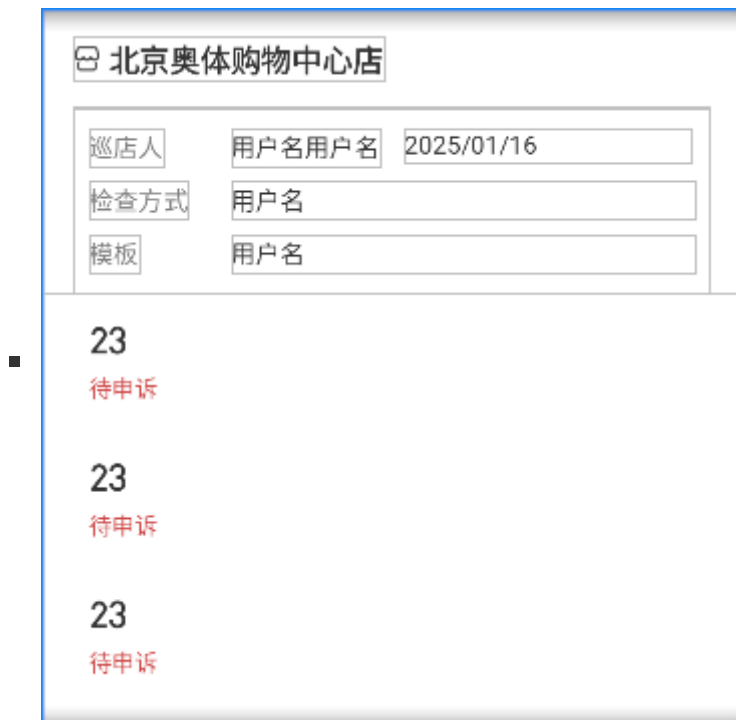 北京奥体购物中心店
巡店人 用户名用户名 2025/01/16
检查方式 用户名
模板 用户名
23
待申诉
23
待申诉
23
待申诉